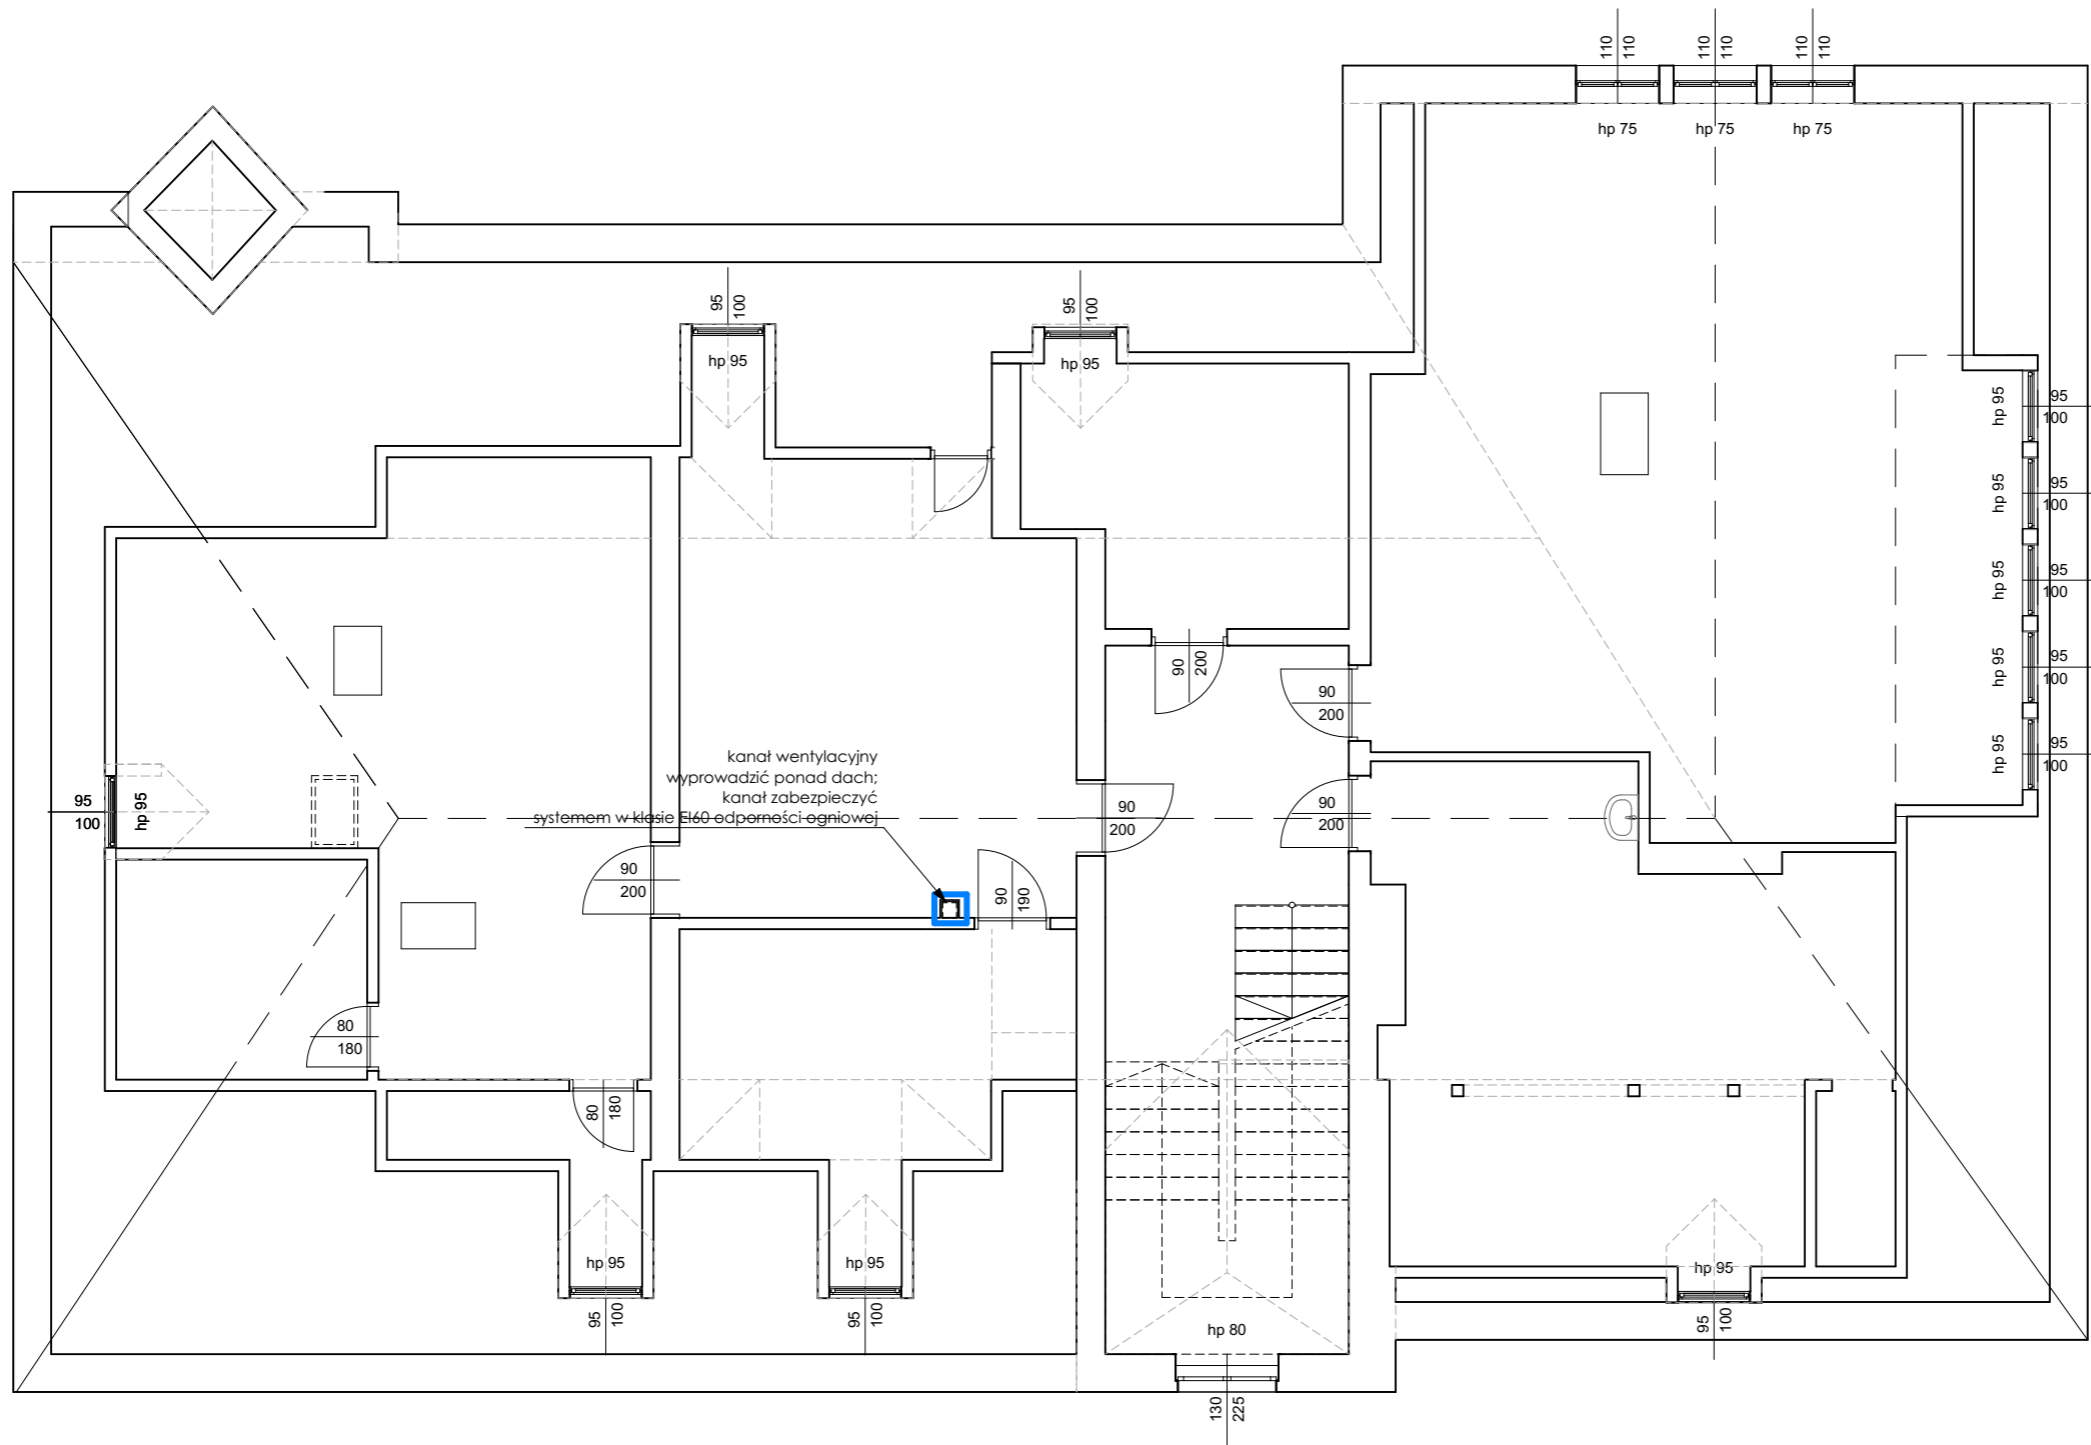 110
110
110
110
110
110
hp 75
hp 75
hp 75
95
100
95
100
hp 95
hp 95
hp 95
95
100
hp 95
95
100
hp 95
95
100
hp 95
95
100
hp 95
95
100
90
200
90
200
kanał wentylacyjny
wyprowadzić ponad dach;
kanał zabezpieczyć
systemem w klasie EI60 odporności ogniowej
95
100
hp 95
90
200
90
200
90
200
90
190
80
180
80
180
hp 95
hp 95
hp 95
95
100
95
100
95
100
hp 80
130
225